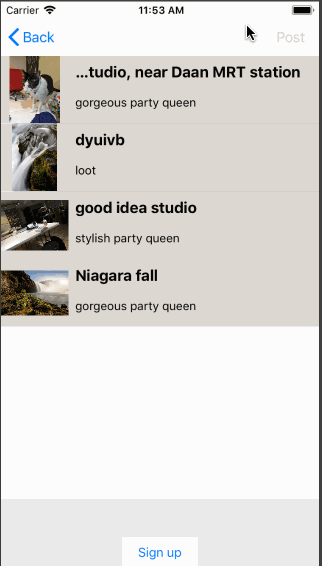 Carrier 11:53 AM
Back Post
...tudio, near Daan MRT station
gorgeous party queen
dyuivb
loot
good idea studio
stylish party queen
Niagara fall
gorgeous party queen
Sign up